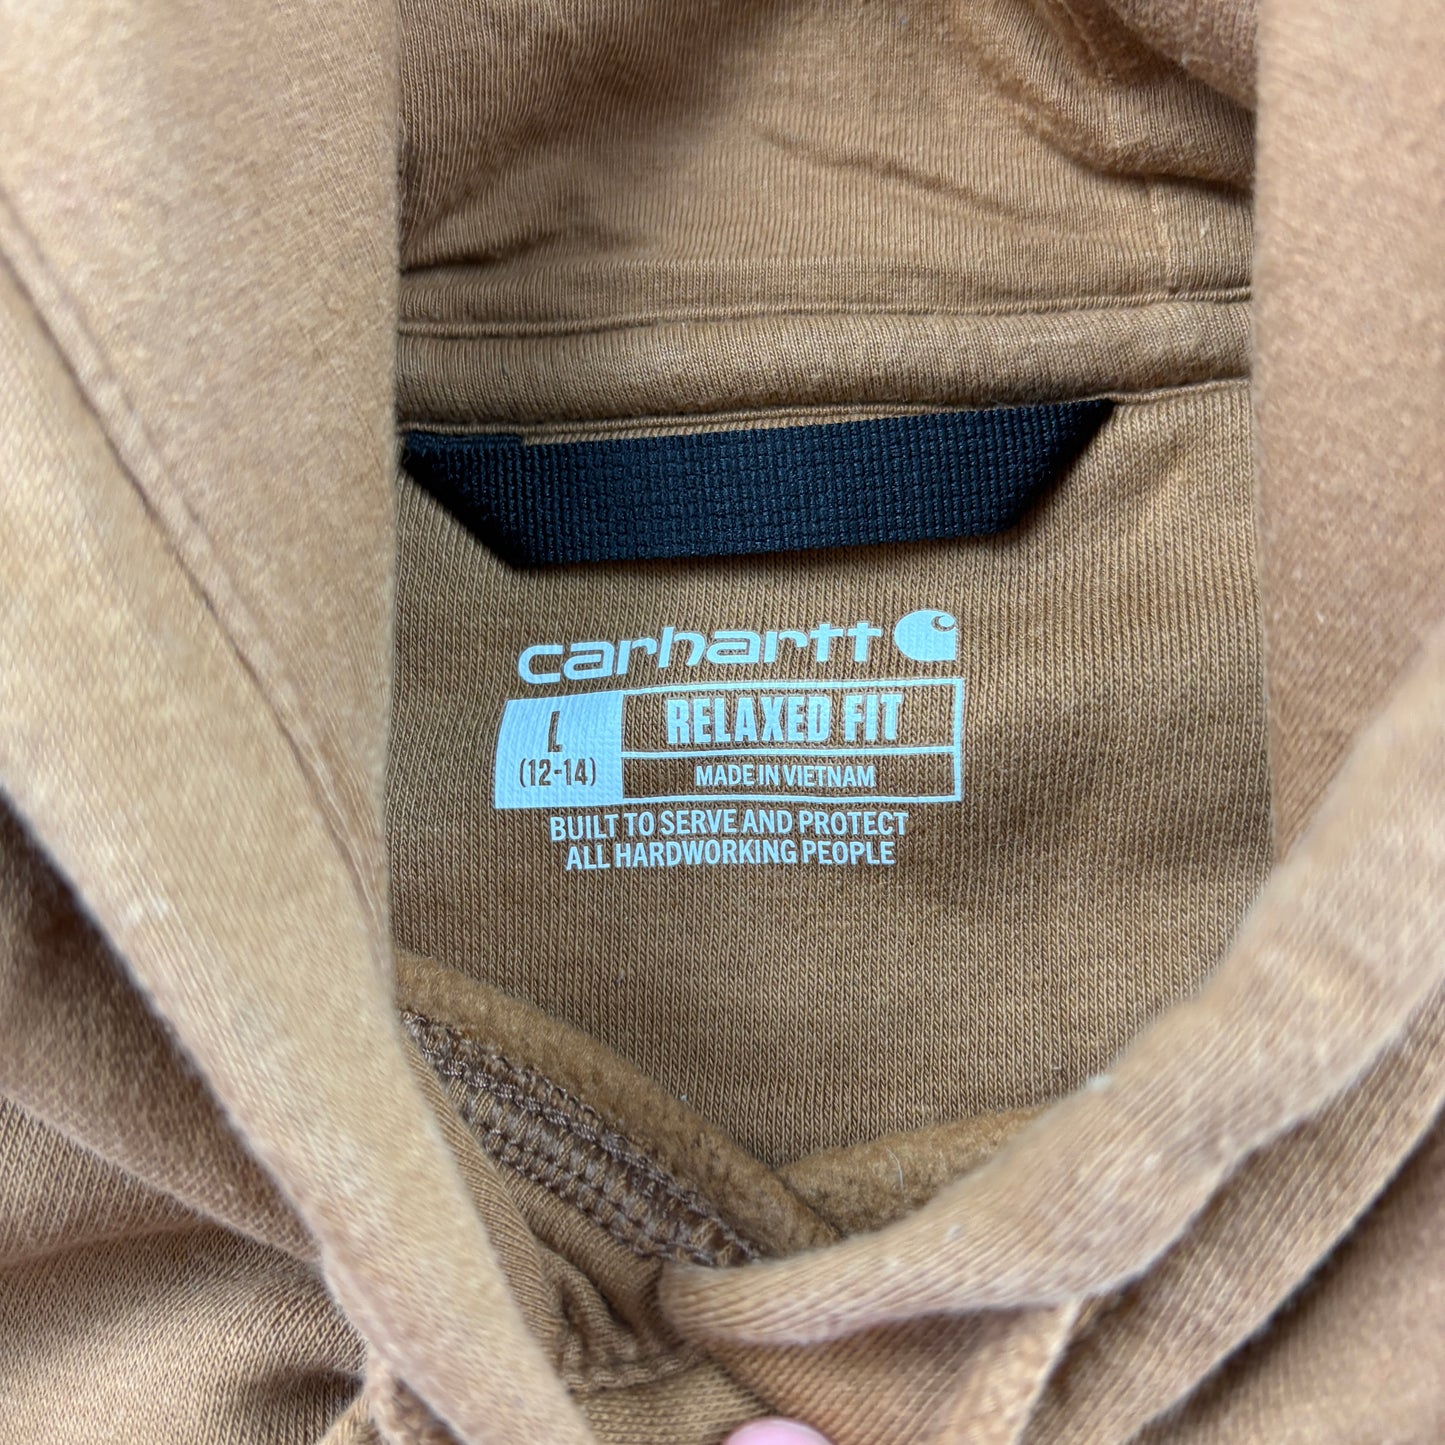 carhartt
L
(12-14)
RELAXED FIT
MADE IN VIETNAM
BUILT TO SERVE AND PROTECT
ALL HARDWORKING PEOPLE